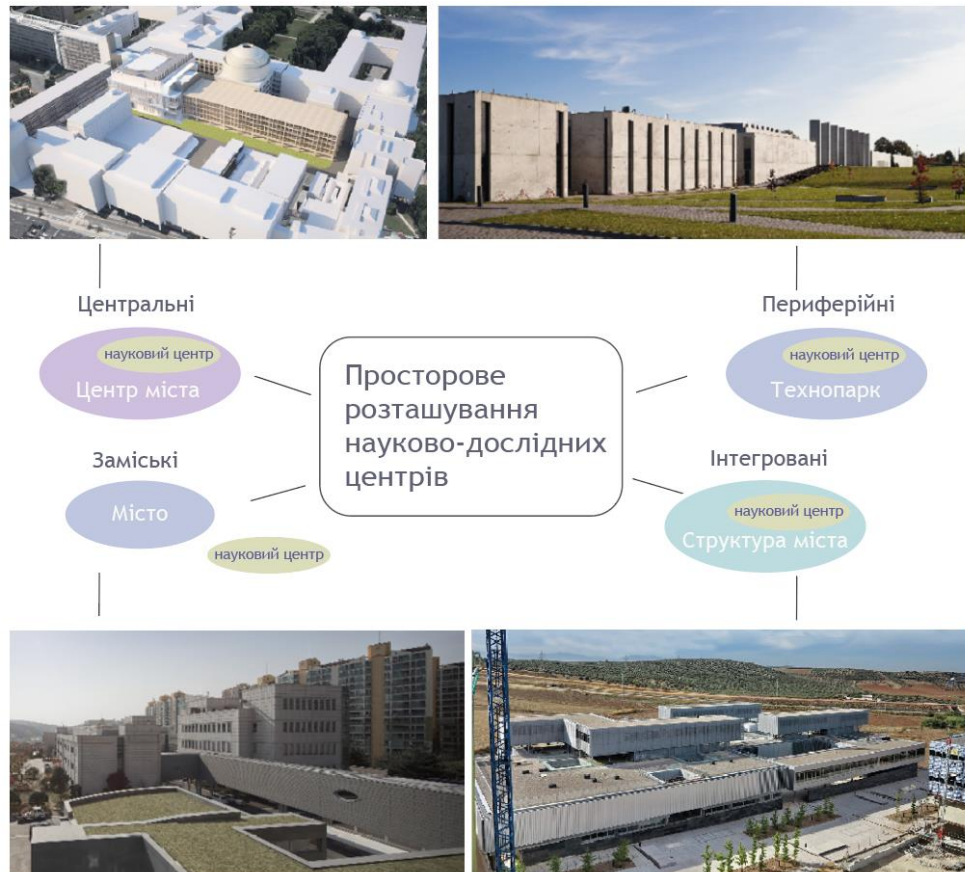 Центральні
науковий центр
Центр міста
Периферійні
науковий центр
Технопарк
Просторове
розташування
науково-дослідних
центрів
Заміські
Місто
науковий центр
Інтегровані
науковий центр
Структура міста